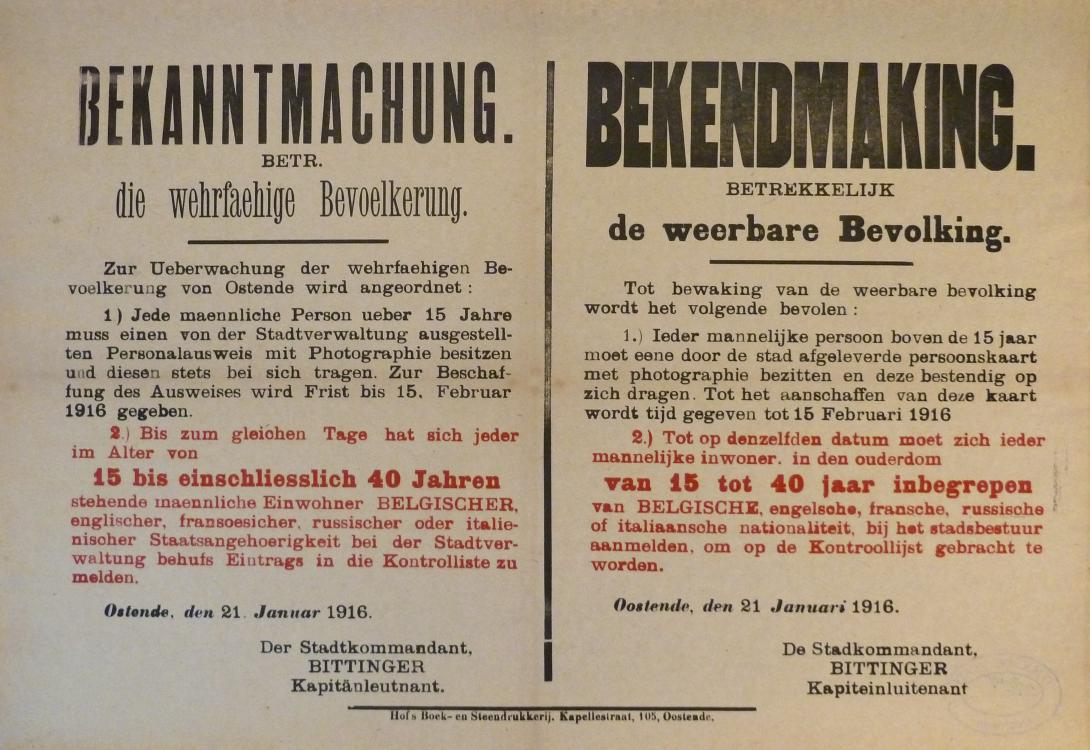 BEKANNTMACHUNG.
BETR.
die wehrfaehige Bevoelkerung.
Zur Ueberwachung der wehrfaehigen Be-
voelkerung von Ostende wird angeordnet :
1) Jede maennliche Person ueber 15 Jahre
muss einen von der Stadtverwaltung ausgestell-
ten Personalausweis mit Photographie besitzen
und diesen stets bei sich tragen. Zur Beschaf-
fung des Ausweises wird Frist bis 15. Februar
1916 gegeben.
2.) Bis zum gleichen Tage hat sich jeder
im Alter von
15 bis einschliesslich 40 Jahren
stehende maennliche Einwohner BELGISCHER,
englischer, fransoesicher, russischer oder italie-
nischer Staatsangehoerigkeit bei der Stadtver-
waltung behufs Eintrags in die Kontrolliste zu
melden.
Ostende, den 21. Januar 1916.
Der Stadtkommandant,
BITTINGER
Kapitänleutnant.
BEKENDMAKING.
BETREKKELIJK
de weerbare Bevolking.
Tot bewaking van de weerbare bevolking
wordt het volgende bevolen :
1.) Ieder mannelijke persoon boven de 15 jaar
moet eene door de stad afgeleverde persoonskaart
met photographie bezitten en deze bestendig op
zich dragen. Tot het aanschaffen van deze kaart
wordt tijd gegeven tot 15 Februari 1916
2.) Tot op denzelfden datum moet zich ieder
mannelijke inwoner. in den ouderdom
van 15 tot 40 jaar inbegrepen
van BELGISCHE, engelsche, fransche, russische
of italiaansche nationaliteit, bij het stadsbestuur
aanmelden, om op de Kontroollijst gebracht te
worden.
Oostende, den 21 Januari 1916.
De Stadkommandant,
BITTINGER
Kapiteinluitenant
Hofs Boek- en Steendrukkerij, Kapellestraat, 105, Oostende.